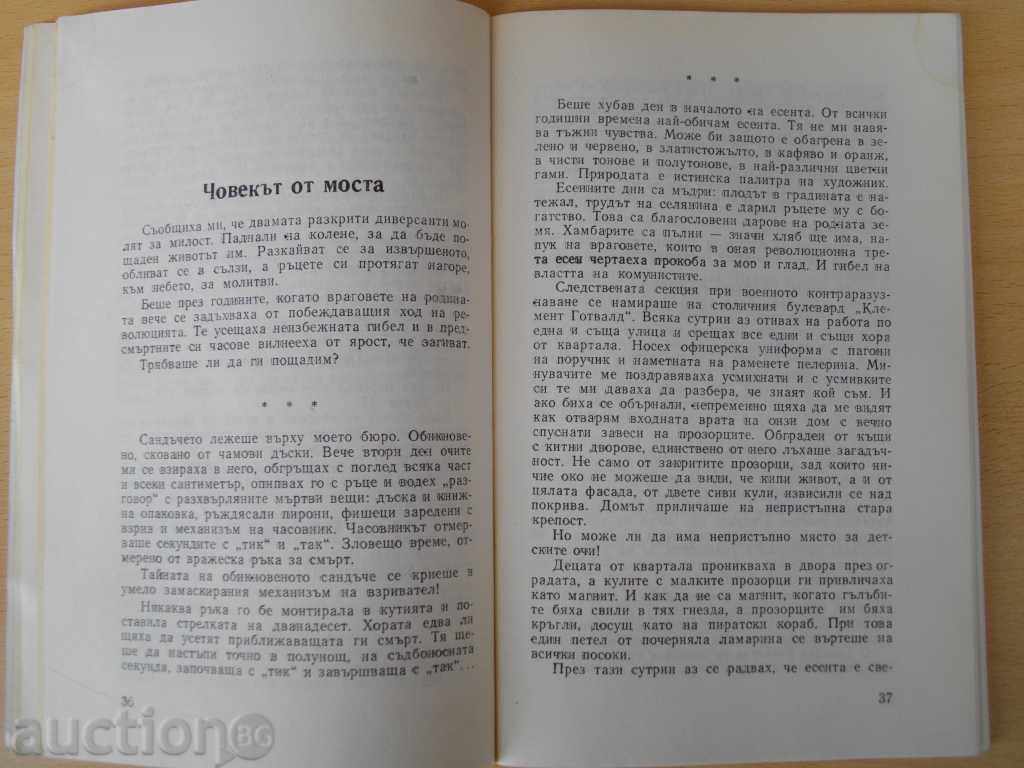 Човекът от моста
Съобщиха ми, че двамата разкрити диверсанти мо-
лят за милост. Паднали на колене, за да бъде по-
щаден животът им. Разкайват се за извършеното,
обливат се в сълзи, а ръцете си протягат нагоре,
към небето, за молитви.
Беше през годините, когато враговете на родина-
та вече се задъхваха от побеждаващия ход на ре-
волюцията. Те усещаха неизбежната гибел и в пред-
смъртните си часове вилнееха от ярост, че загиват.
Трябваше ли да ги пощадим?
* * *
Сандъчето лежеше върху моето бюро. Обикнове-
но, сковано от чамови дъски. Вече втори ден очите
ми се взираха в него, обгръщах с поглед всяка част
и всеки сантиметър, опипвах го с ръце и водех „раз-
говор" с разхвърляните мъртви вещи: дъска и книж-
на опаковка, ръждясали пирони, фишеци заредени с
взрив и механизъм на часовник. Часовникът отмер-
ваше секундите с „тик" и „так". Зловещо време, от-
мерено от вражеска ръка за смърт.
Тайната на обикновеното сандъче се криеше в
умело замаскирания механизъм на взривател!
Някаква ръка го бе монтирала в кутията и по-
ставила стрелката на дванадесет. Хората едва ли
щяха да усетят приближаващата ги смърт. Тя ще-
ше да настъпи точно в полунощ, на съдбоносната
секунда, започваща с „тик" и завършваща с „так"...
36
* * *
Беше хубав ден в началото на есента. От всички
годишни времена най-обичам есента. Тя не ми навя-
ва тъжни чувства. Може би защото е обагрена в зе-
лено и червено, в златистожълто, в кафяво и оранж,
в чисти тонове и полутонове, в най-различни цветни
гами. Природата е истинска палитра на художник.
Есенните дни са мъдри: плодът в градината е на-
тежал, трудът на селянина е дарил ръцете му с бо-
гатство. Това са благословени дарове на родната зе-
мя. Хамбарите са пълни — значи хляб ще има, на-
пук на враговете, които в оная революционна тре-
та есен чертаеха прокоба за мор и глад. И гибел на
властта на комунистите.
Следствената секция при военното контраразуз-
наване се намираше на столичния булевард „Кле-
мент Готвалд". Всяка сутрин аз отивах на работа по
една и съща улица и срещах все едни и същи хора
от квартала. Носех офицерска униформа с пагони
на поручик и наметната на раменете пелерина. Ми-
нувачите ме поздравяваха усмихнати и с усмивките
си те ми даваха да разбера, че знаят кой съм. И
ако биха се обърнали, непременно щяха да ме видят
как отварям входната врата на онзи дом с вечно
спуснати завеси на прозорците. Обграден от къщи
с китни дворове, единствено от него лъхаше загадъч-
ност. Не само от закритите прозорци, зад които ни-
чие око не можеше да види, че кипи живот, а и от
цялата фасада, от двете сиви кули, извисили се над
покрива. Домът приличаше на непристъпна стара
крепост.
Но може ли да има непристъпно място за дет-
ските очи!
Децата от квартала проникваха в двора през ог-
радата, а кулите с малките прозорци ги привличаха
като магнит. И как да не са магнит, когато гълъби-
те бяха свили в тях гнезда, а прозорците им бяха
кръгли, досущ като на пиратски кораб. При това
един петел от почерняла ламарина се въртеше на
всички посоки.
През тази сутрин аз се радвах, че есента е све-
37
auctionBG